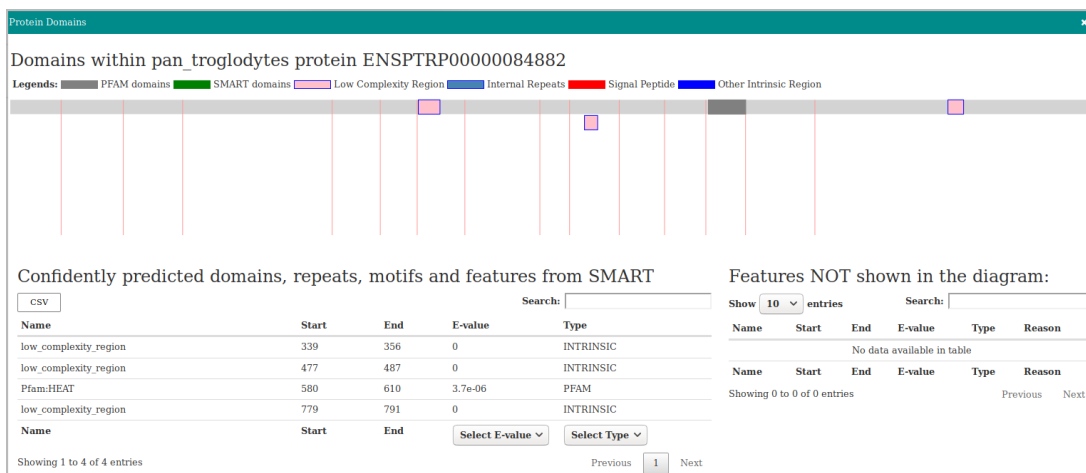 Protein Domains ×
Domains within pan_troglodytes protein ENSPTRP00000084882
Legends: PFAM domains SMART domains Low Complexity Region Internal Repeats Signal Peptide Other Intrinsic Region
Confidently predicted domains, repeats, motifs and features from SMART
CSV Search:
Name Start End E-value Type
low_complexity_region 339 356 0 INTRINSIC
low_complexity_region 477 487 0 INTRINSIC
Pfam:HEAT 580 610 3.7e-06 PFAM
low_complexity_region 779 791 0 INTRINSIC
Name Start End Select E-value Select Type
Showing 1 to 4 of 4 entries Previous 1 Next
Features NOT shown in the diagram:
Show 10 entries Search:
Name Start End E-value Type Reason
No data available in table
Name Start End E-value Type Reason
Showing 0 to 0 of 0 entries Previous Next